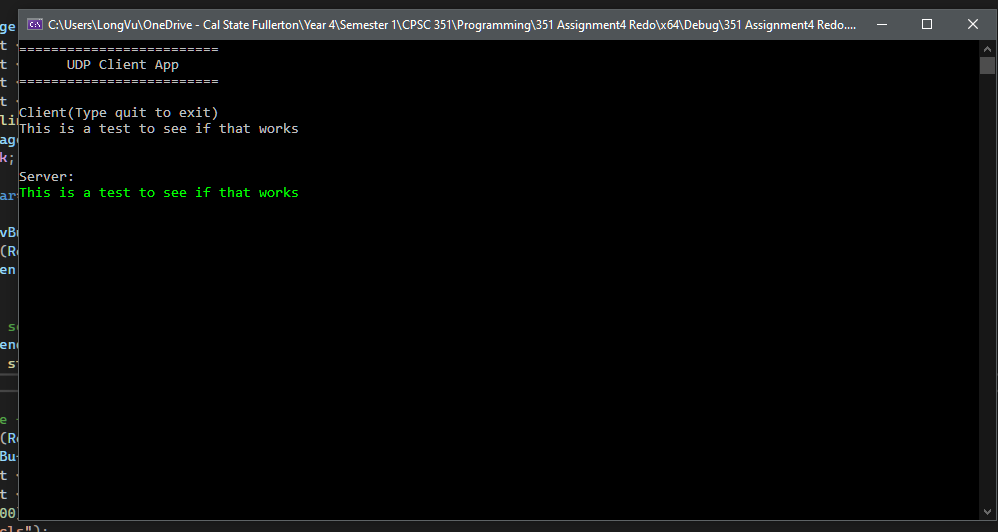 C:\Users\LongVu\OneDrive - Cal State Fullerton\Year 4\Semester 1\CPSC 351\Programming\351 Assignment4 Redo\x64\Debug\351 Assignment4 Redo....
=========================
UDP Client App
=========================
Client(Type quit to exit)
This is a test to see if that works
Server:
This is a test to see if that works